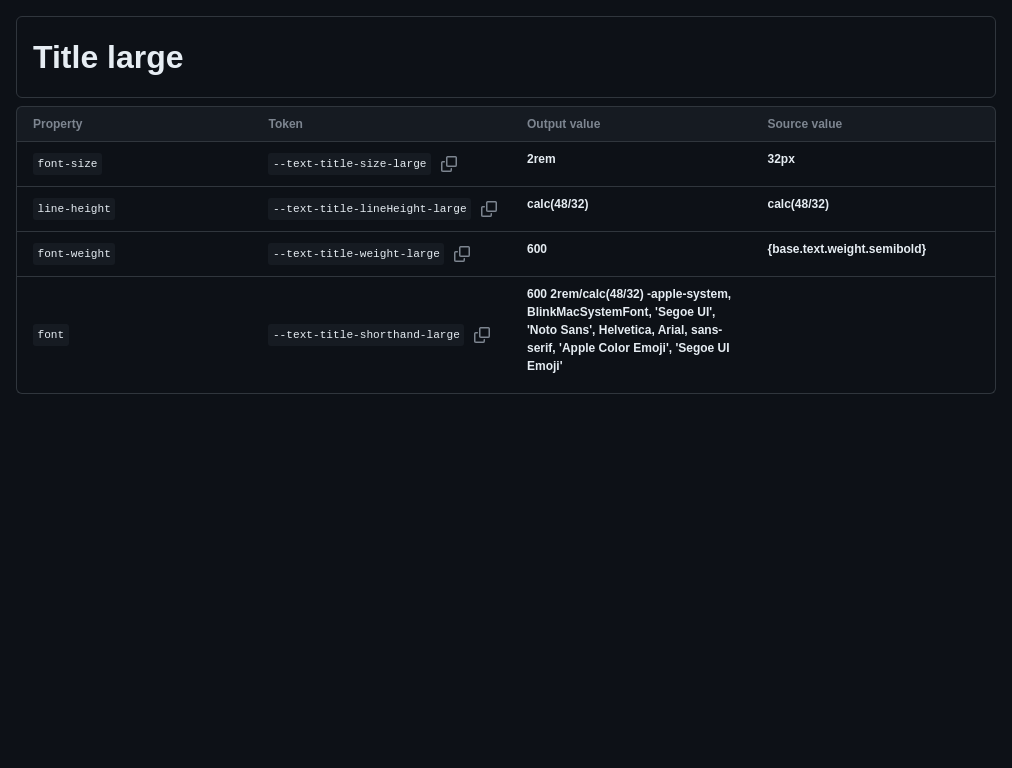 Title large
Property Token Output value Source value
font-size --text-title-size-large 2rem 32px
line-height --text-title-lineHeight-large calc(48/32) calc(48/32)
font-weight --text-title-weight-large 600 {base.text.weight.semibold}
font --text-title-shorthand-large 600 2rem/calc(48/32) -apple-system,
BlinkMacSystemFont, 'Segoe UI',
'Noto Sans', Helvetica, Arial, sans-
serif, 'Apple Color Emoji', 'Segoe UI
Emoji'